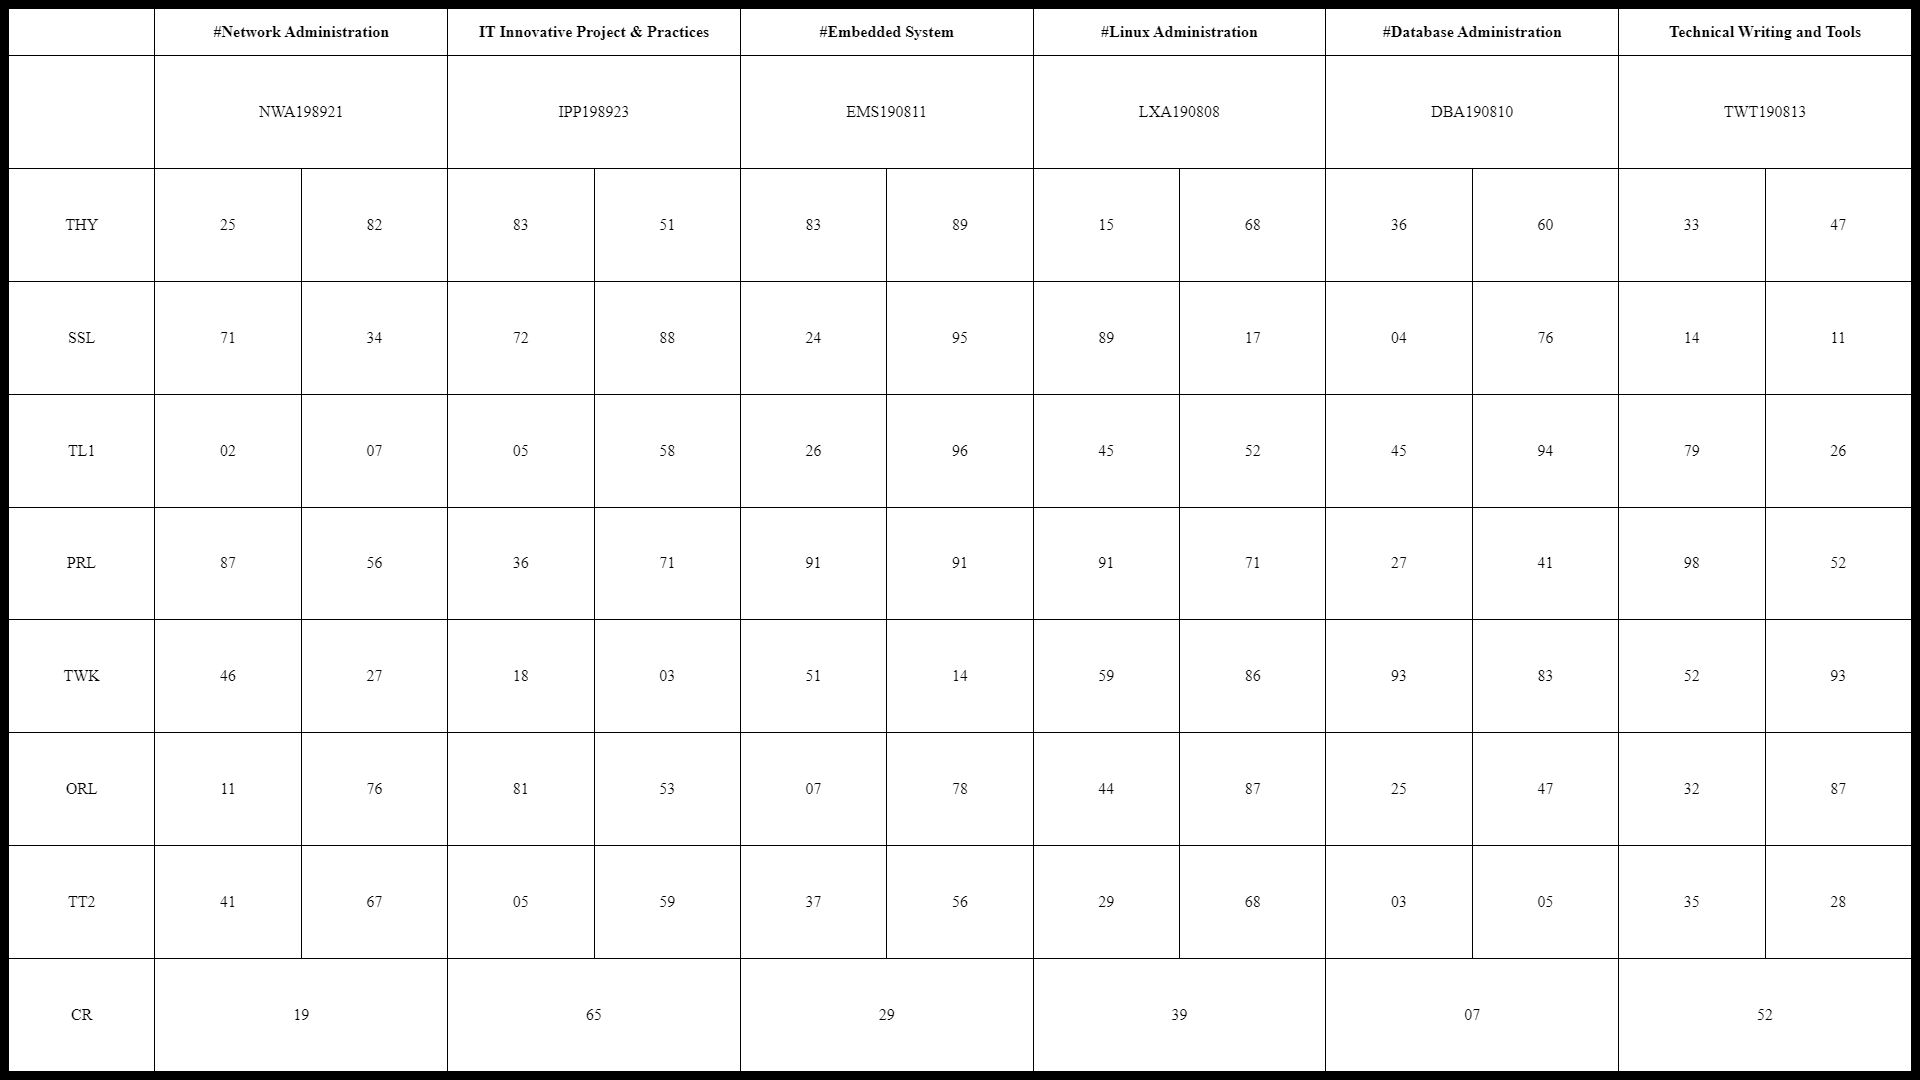 #Network Administration IT Innovative Project & Practices #Embedded System #Linux Administration #Database Administration Technical Writing and Tools
NWA198921 IPP198923 EMS190811 LXA190808 DBA190810 TWT190813
THY 25 82 83 51 83 89 15 68 36 60 33 47
SSL 71 34 72 88 24 95 89 17 04 76 14 11
TL1 02 07 05 58 26 96 45 52 45 94 79 26
PRL 87 56 36 71 91 91 91 71 27 41 98 52
TWK 46 27 18 03 51 14 59 86 93 83 52 93
ORL 11 76 81 53 07 78 44 87 25 47 32 87
TT2 41 67 05 59 37 56 29 68 03 05 35 28
CR 19 65 29 39 07 52